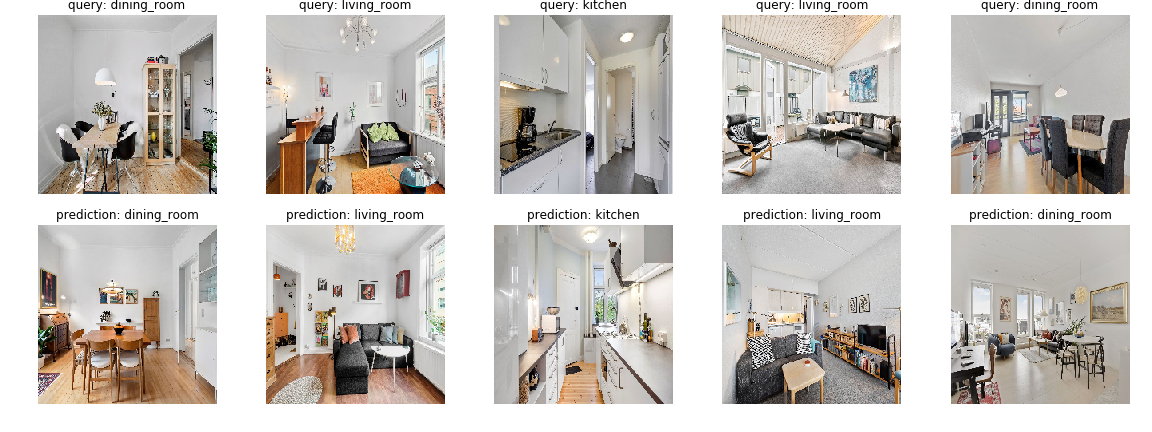 query: dining_room
query: living_room
query: kitchen
query: living_room
query: dining_room
prediction: dining_room
prediction: living_room
prediction: kitchen
prediction: living_room
prediction: dining_room